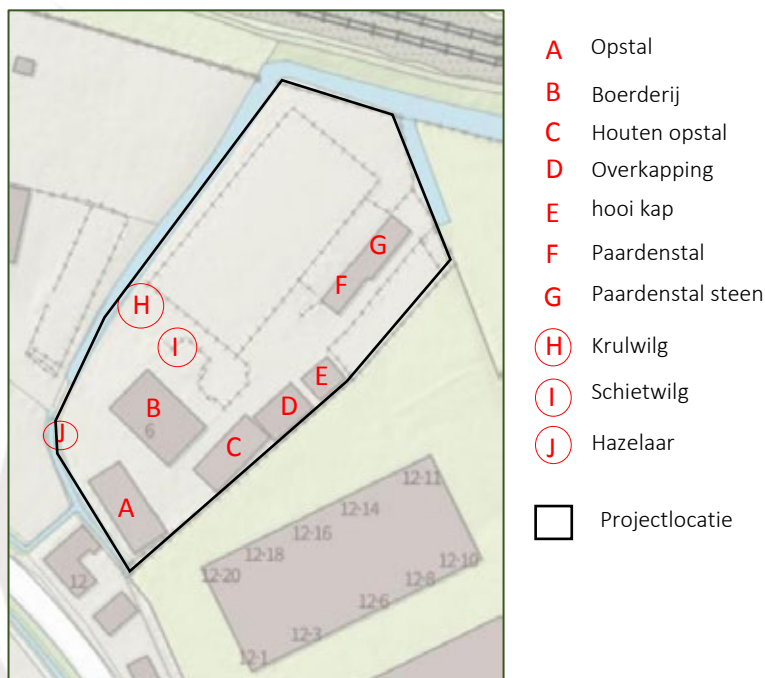 G
F
H
I
E
B
6
D
C
J
A
12-11
12-14
12-16
12-18
12-10
12-20
12-8
12
12-6
12-3
12-1
A Opstal
B Boerderij
C Houten opstal
D Overkapping
E hooi kap
F Paardenstal
G Paardenstal steen
H Krulwilg
I Schietwilg
J Hazelaar
Projectlocatie